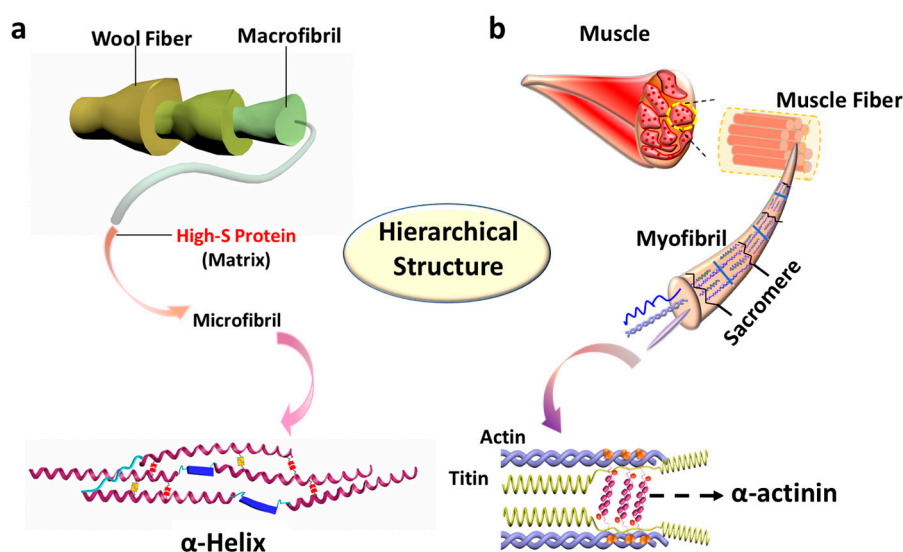 a
Wool Fiber
Macrofibril
High-S Protein
(Matrix)
Microfibril
α-Helix
Hierarchical
Structure
b
Muscle
Muscle Fiber
Myofibril
Sacromere
Actin
Titin
α-actinin